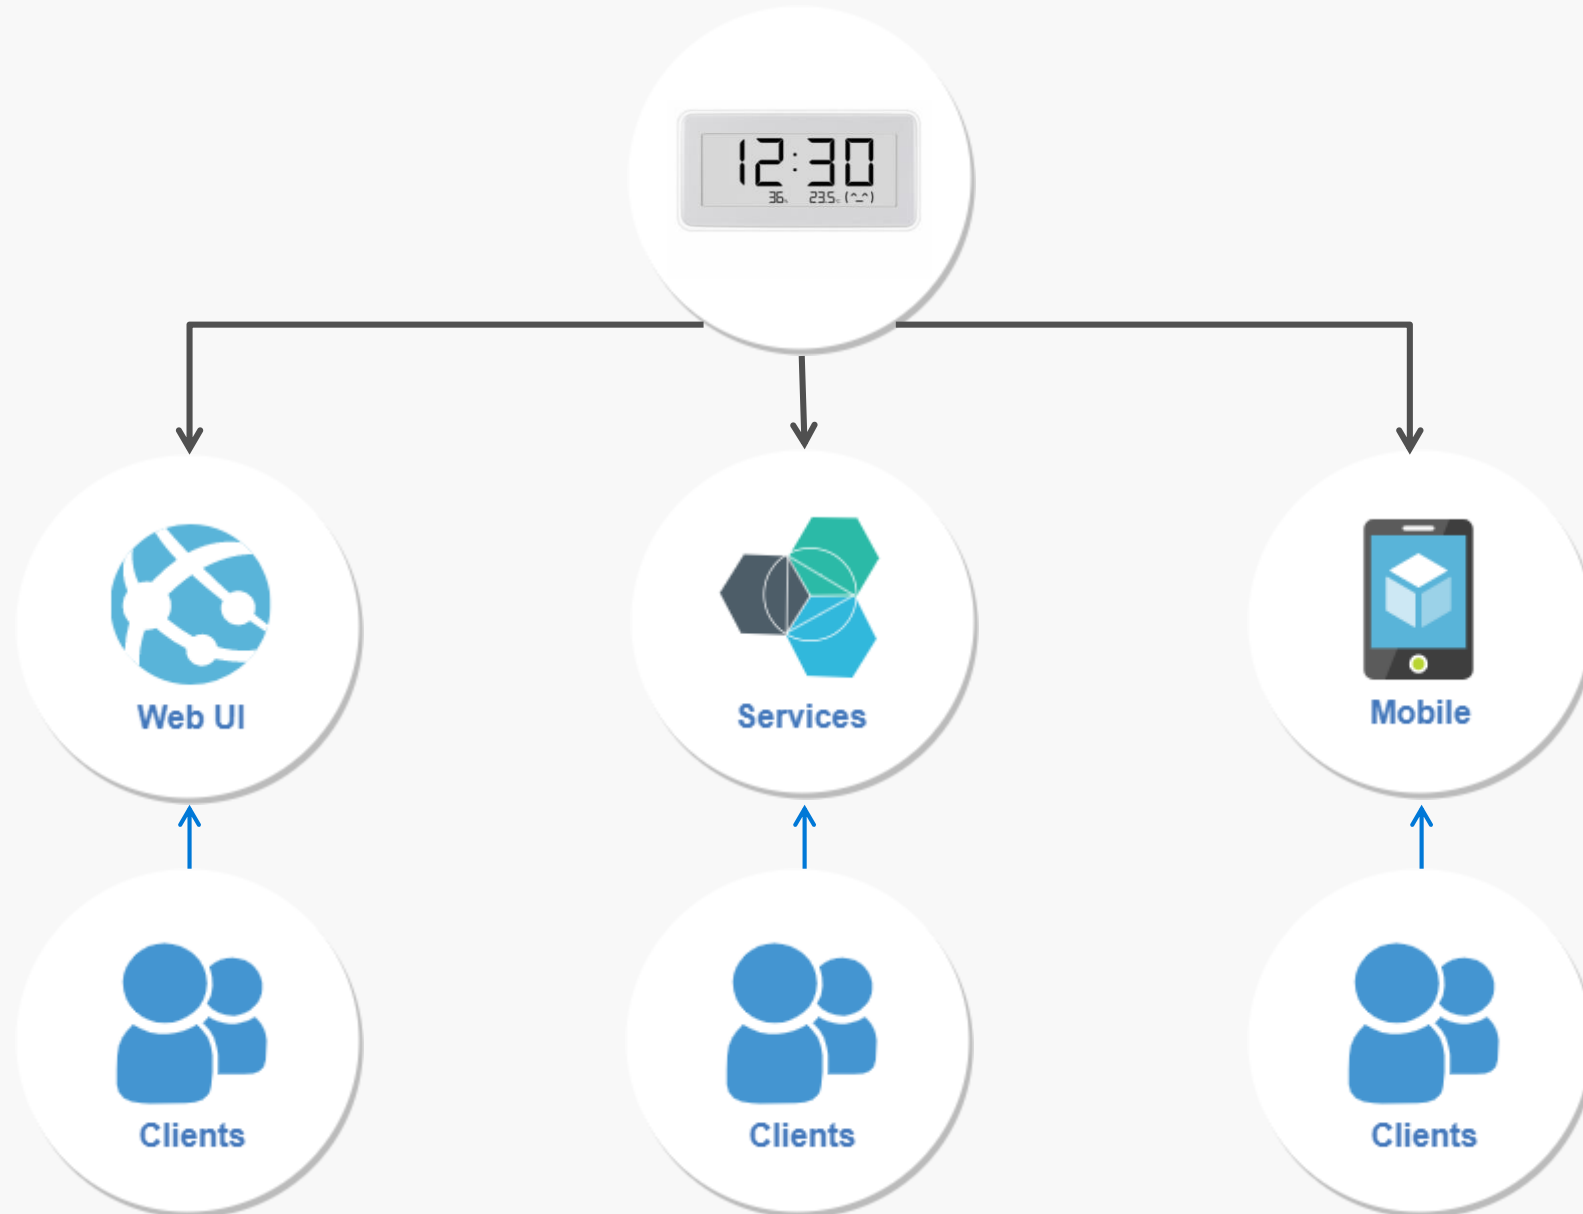 12:30
36% 23.5°C (^_^)
Web UI
Services
Mobile
Clients
Clients
Clients